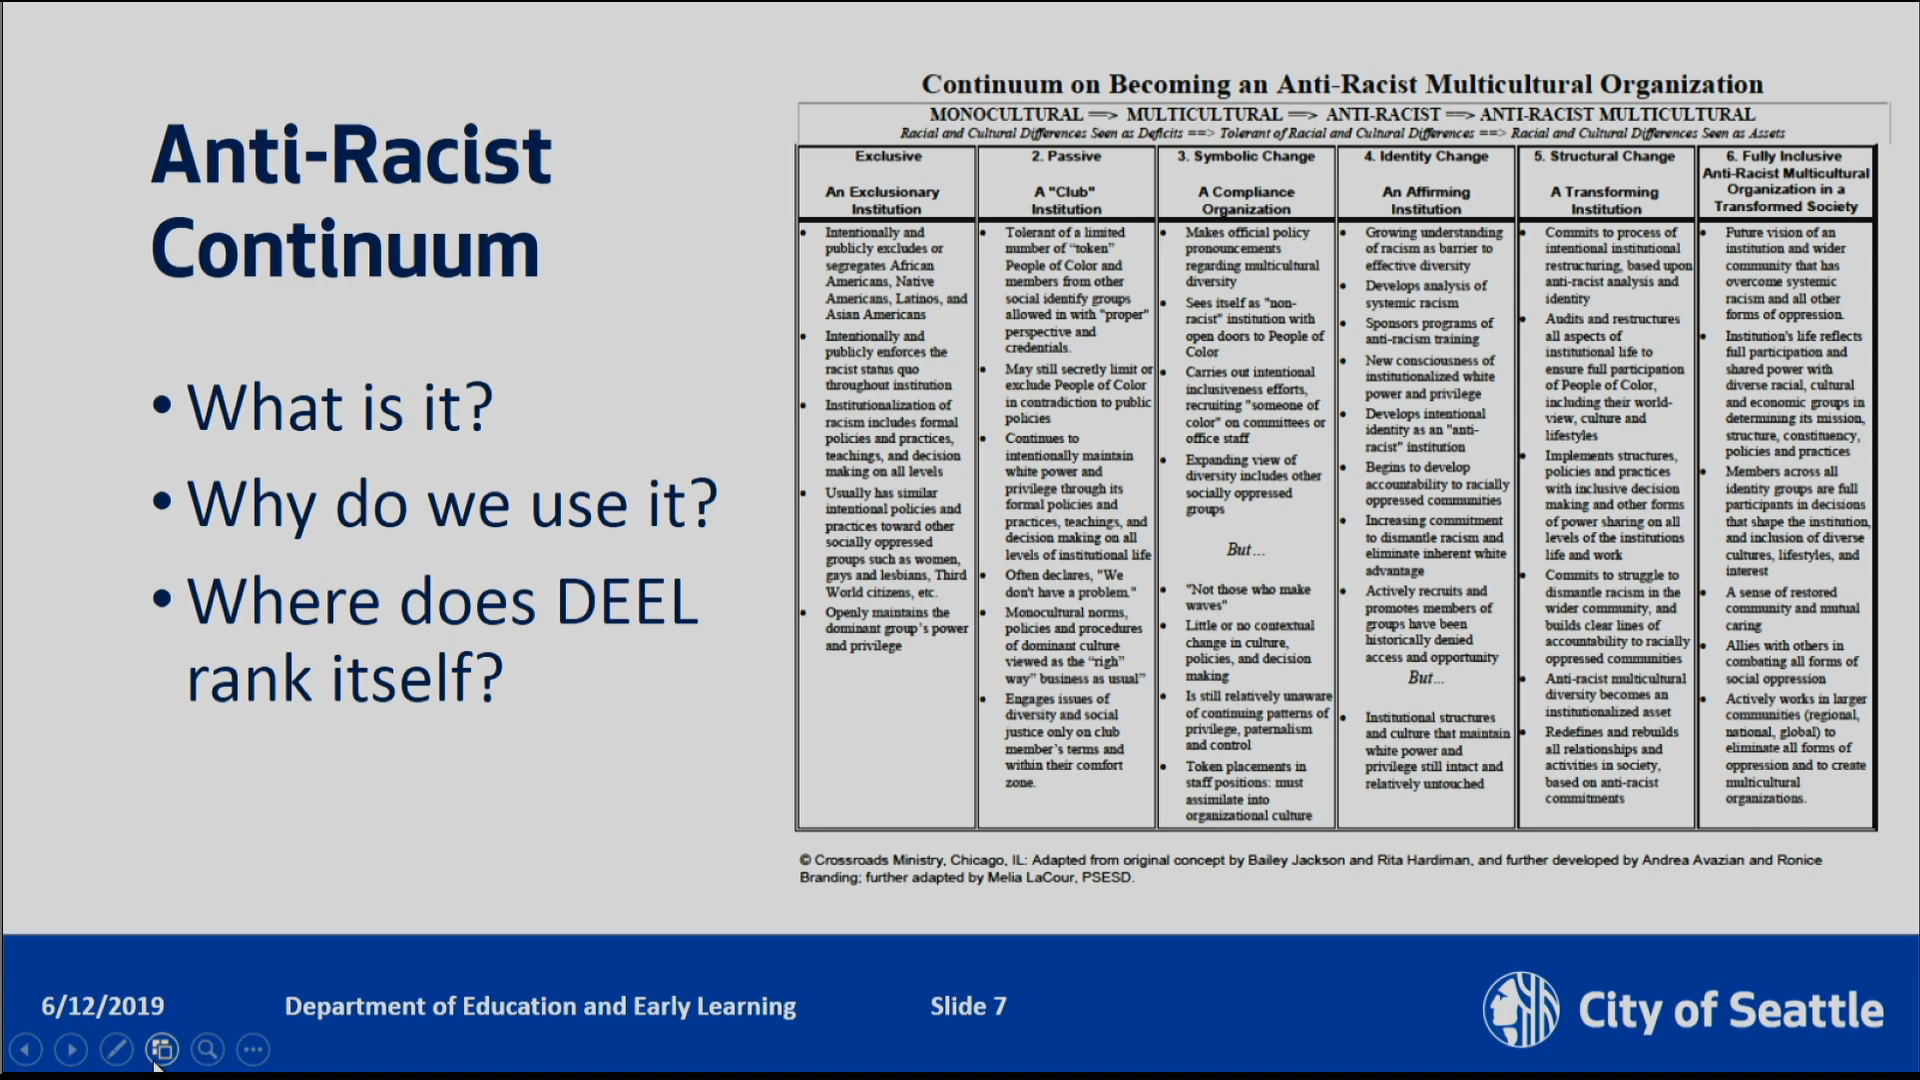 Anti-Racist
Continuum
• What is it?
• Why do we use it?
• Where does DEEL
rank itself?
Continuum on Becoming an Anti-Racist Multicultural Organization
MONOCULTURAL ==> MULTICULTURAL ==> ANTI-RACIST ==> ANTI-RACIST MULTICULTURAL
Racial and Cultural Differences Seen as Deficits ==> Tolerant of Racial and Cultural Differences ==> Racial and Cultural Differences Seen as Assets
Exclusive
An Exclusionary
Institution
• Intentionally and
publicly excludes or
segregates African
Americans, Native
Americans, Latinos, and
Asian Americans
• Intentionally and
publicly enforces the
racist status quo
throughout institution
• Institutionalization of
racism includes formal
policies and practices,
teachings, and decision
making on all levels
• Usually has similar
intentional policies and
practices toward other
socially oppressed
groups such as women,
gays and lesbians, Third
World citizens, etc.
• Openly maintains the
dominant group's power
and privilege
2. Passive
A "Club"
Institution
• Tolerant of a limited
number of "token"
People of Color and
members from other
social identify groups
allowed in with "proper"
perspective and
credentials.
• May still secretly limit or
exclude People of Color
in contradiction to public
policies
• Continues to
intentionally maintain
white power and
privilege through its
formal policies and
practices, teachings, and
decision making on all
levels of institutional life
• Often declares, "We
don't have a problem."
• Monocultural norms,
policies and procedures
of dominant culture
viewed as the "righ"
way" business as usual"
• Engages issues of
diversity and social
justice only on club
member's terms and
within their comfort
zone.
3. Symbolic Change
A Compliance
Organization
• Makes official policy
pronouncements
regarding multicultural
diversity
• Sees itself as "non-
racist" institution with
open doors to People of
Color
• Carries out intentional
inclusiveness efforts,
recruiting "someone of
color" on committees or
office staff
• Expanding view of
diversity includes other
socially oppressed
groups
But...
• "Not those who make
waves"
• Little or no contextual
change in culture,
policies, and decision
making
• Is still relatively unaware
of continuing patterns of
privilege, paternalism
and control
• Token placements in
staff positions: must
assimilate into
organizational culture
4. Identity Change
An Affirming
Institution
• Growing understanding
of racism as barrier to
effective diversity
• Develops analysis of
systemic racism
• Sponsors programs of
anti-racism training
• New consciousness of
institutionalized white
power and privilege
• Develops intentional
identity as an "anti-
racist" institution
• Begins to develop
accountability to racially
oppressed communities
• Increasing commitment
to dismantle racism and
eliminate inherent white
advantage
• Actively recruits and
promotes members of
groups have been
historically denied
access and opportunity
But...
• Institutional structures
and culture that maintain
white power and
privilege still intact and
relatively untouched
5. Structural Change
A Transforming
Institution
• Commits to process of
intentional institutional
restructuring, based upon
anti-racist analysis and
identity
• Audits and restructures
all aspects of
institutional life to
ensure full participation
of People of Color,
including their world-
view, culture and
lifestyles
• Implements structures,
policies and practices
with inclusive decision
making and other forms
of power sharing on all
levels of the institutions
life and work
• Commits to struggle to
dismantle racism in the
wider community, and
builds clear lines of
accountability to racially
oppressed communities
• Anti-racist multicultural
diversity becomes an
institutionalized asset
• Redefines and rebuilds
all relationships and
activities in society,
based on anti-racist
commitments
6. Fully Inclusive
Anti-Racist Multicultural
Organization in a
Transformed Society
• Future vision of an
institution and wider
community that has
overcome systemic
racism and all other
forms of oppression.
• Institution's life reflects
full participation and
shared power with
diverse racial, cultural
and economic groups in
determining its mission,
structure, constituency,
policies and practices
• Members across all
identity groups are full
participants in decisions
that shape the institution,
and inclusion of diverse
cultures, lifestyles, and
interest
• A sense of restored
community and mutual
caring
• Allies with others in
combating all forms of
social oppression
• Actively works in larger
communities (regional,
national, global) to
eliminate all forms of
oppression and to create
multicultural
organizations.
© Crossroads Ministry, Chicago, IL: Adapted from original concept by Bailey Jackson and Rita Hardiman, and further developed by Andrea Avazian and Ronice
Branding; further adapted by Melia LaCour, PSESD.
6/12/2019 Department of Education and Early Learning Slide 7
City of Seattle